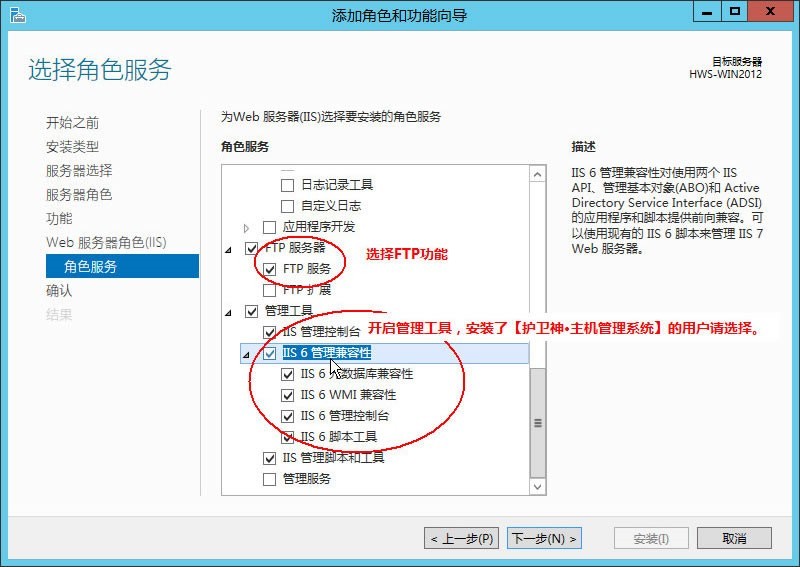 添加角色和功能向导
选择角色服务
目标服务器
HWS-WIN2012
开始之前
安装类型
服务器选择
服务器角色
功能
Web 服务器角色(IIS)
角色服务
确认
结果
为Web 服务器(IIS)选择要安装的角色服务
角色服务
日志记录工具
自定义日志
应用程序开发
FTP 服务器
FTP 服务
选择FTP功能
FTP 扩展
管理工具
IIS 管理控制台
开启管理工具，安装了【护卫神•主机管理系统】的用户请选择。
IIS 6 管理兼容性
IIS 6 元数据库兼容性
IIS 6 WMI 兼容性
IIS 6 管理控制台
IIS 6 脚本工具
IIS 管理脚本和工具
管理服务
描述
IIS 6 管理兼容性对使用两个 IIS
API、管理基本对象(ABO)和 Active
Directory Service Interface (ADSI)
的应用程序和脚本提供前向兼容。可
以使用现有的 IIS 6 脚本来管理 IIS 7
Web 服务器。
< 上一步(P)
下一步(N) >
安装(I)
取消